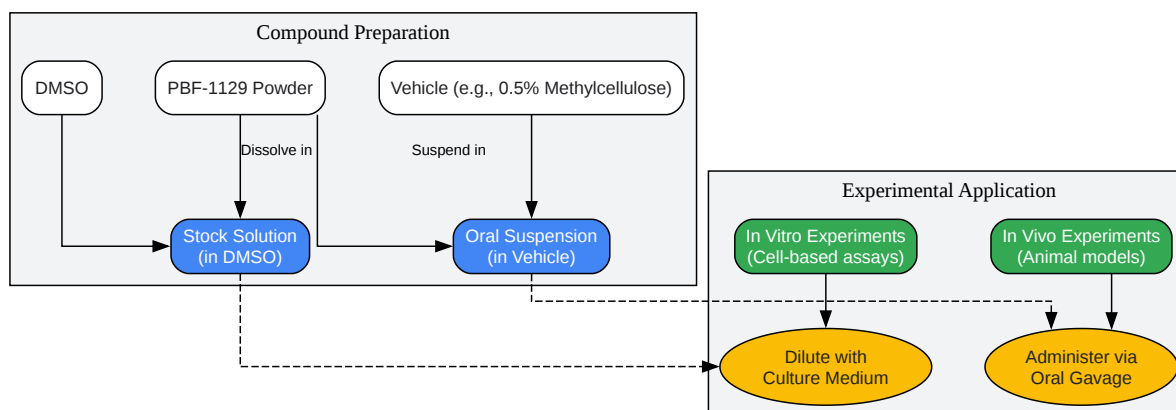 Compound Preparation
DMSO
PBF-1129 Powder
Vehicle (e.g., 0.5% Methylcellulose)
Dissolve in
Suspend in
Stock Solution
(in DMSO)
Oral Suspension
(in Vehicle)
Experimental Application
In Vitro Experiments
(Cell-based assays)
In Vivo Experiments
(Animal models)
Dilute with
Culture Medium
Administer via
Oral Gavage